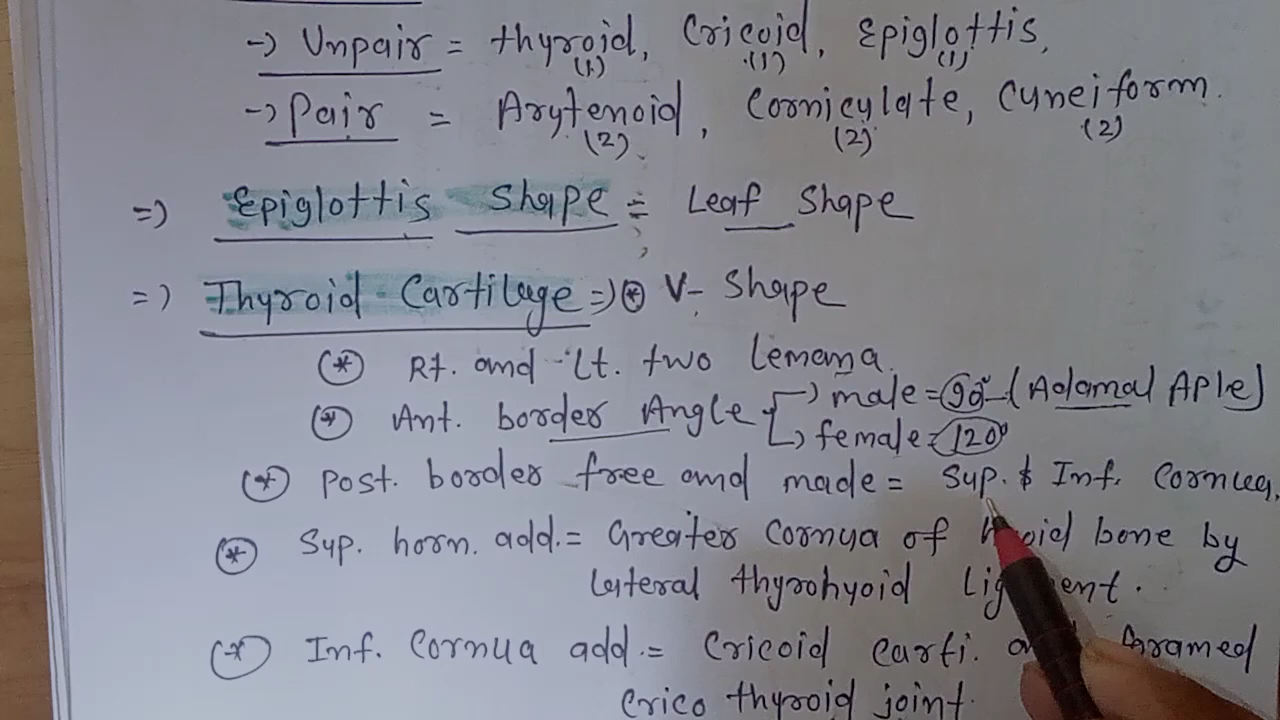 -) Unpair = thyroid, Cricoid, Epiglottis,
(1) (1) (1)
-) Pair = Arytenoid, Corniculate, Cuneiform.
(2) (2) (2)
=) Epiglottis Shape = Leaf Shape
=) Thyroid Cartilage =) * V- Shape
* Rt. and Lt. two Lemana
* Ant. border Angle -) male = 90° (Adamal Aple)
-) female = 120°
* Post. border free and made = Sup. & Inf. Cornua.
* Sup. horn. add. = Greater Cornua of bone by
lateral thyrohyoid
* Inf. Cornua add. = Cricoid Carti.
Crico thyroid joint.